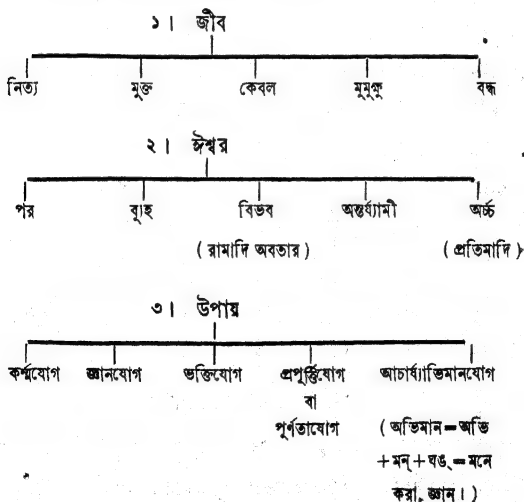 ১। জীব
নিত্য মুক্ত কেবল মুমুক্ষু বদ্ধ
২। ঈশ্বর
পর ব্যূহ বিভব অন্তর্য্যামী অর্চ্চ
( রামাদি অবতার ) ( প্রতিমাদি )
৩। উপায়
কর্ম্মযোগ জ্ঞানযোগ ভক্তিযোগ প্রপূর্ত্তিযোগ আচার্য্যাভিমানযোগ
বা ( অভিমান=অভি
পূর্ণতাযোগ +মন্+ঘঙ্=মনে
করা, জ্ঞান। )